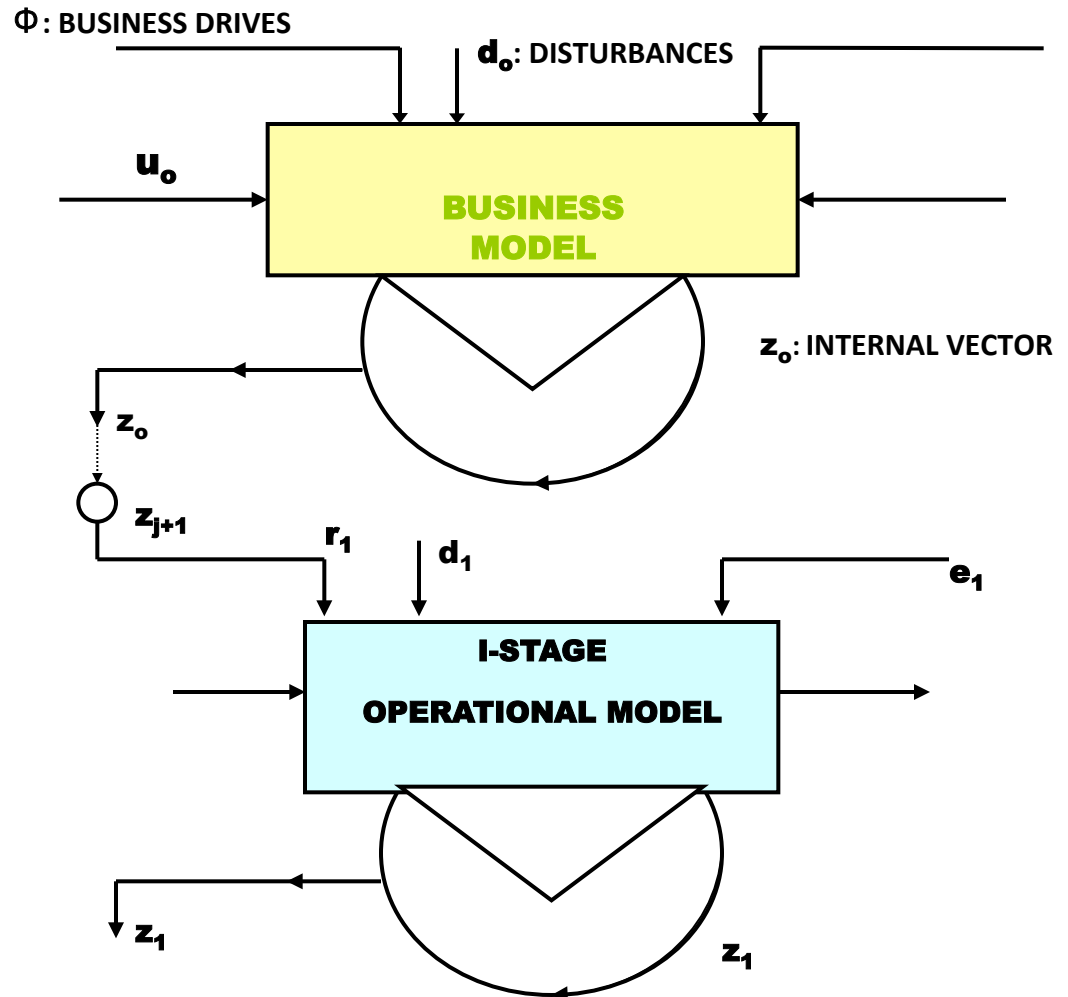 Φ: BUSINESS DRIVES
dₒ: DISTURBANCES
uₒ
BUSINESS
MODEL
zₒ: INTERNAL VECTOR
zₒ
zⱼ₊₁
r₁
d₁
e₁
I-STAGE
OPERATIONAL MODEL
z₁
z₁